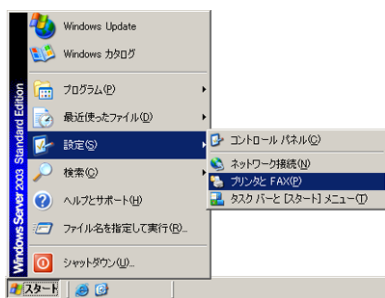 Windows Update
Windows カタログ
プログラム(P)
最近使ったファイル(D)
設定(S)
検索(C)
ヘルプとサポート(H)
ファイル名を指定して実行(R)...
シャットダウン(U)...
コントロール パネル(C)
ネットワーク接続(N)
プリンタと FAX(P)
タスク バーと [スタート] メニュー(T)
Windows Server 2003 Standard Edition
スタート